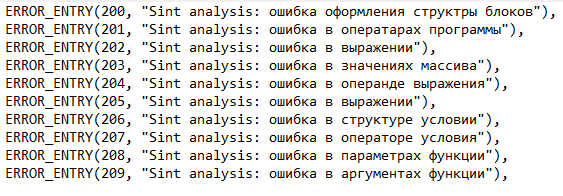 ERROR_ENTRY(200, "Sint analysis: ошибка оформления структры блоков"),
ERROR_ENTRY(201, "Sint analysis: ошибка в оператарах программы"),
ERROR_ENTRY(202, "Sint analysis: ошибка в выражении"),
ERROR_ENTRY(203, "Sint analysis: ошибка в значениях массива"),
ERROR_ENTRY(204, "Sint analysis: ошибка в операнде выражения"),
ERROR_ENTRY(205, "Sint analysis: ошибка в выражении"),
ERROR_ENTRY(206, "Sint analysis: ошибка в структуре условии"),
ERROR_ENTRY(207, "Sint analysis: ошибка в операторе условия"),
ERROR_ENTRY(208, "Sint analysis: ошибка в параметрах функции"),
ERROR_ENTRY(209, "Sint analysis: ошибка в аргументах функции"),